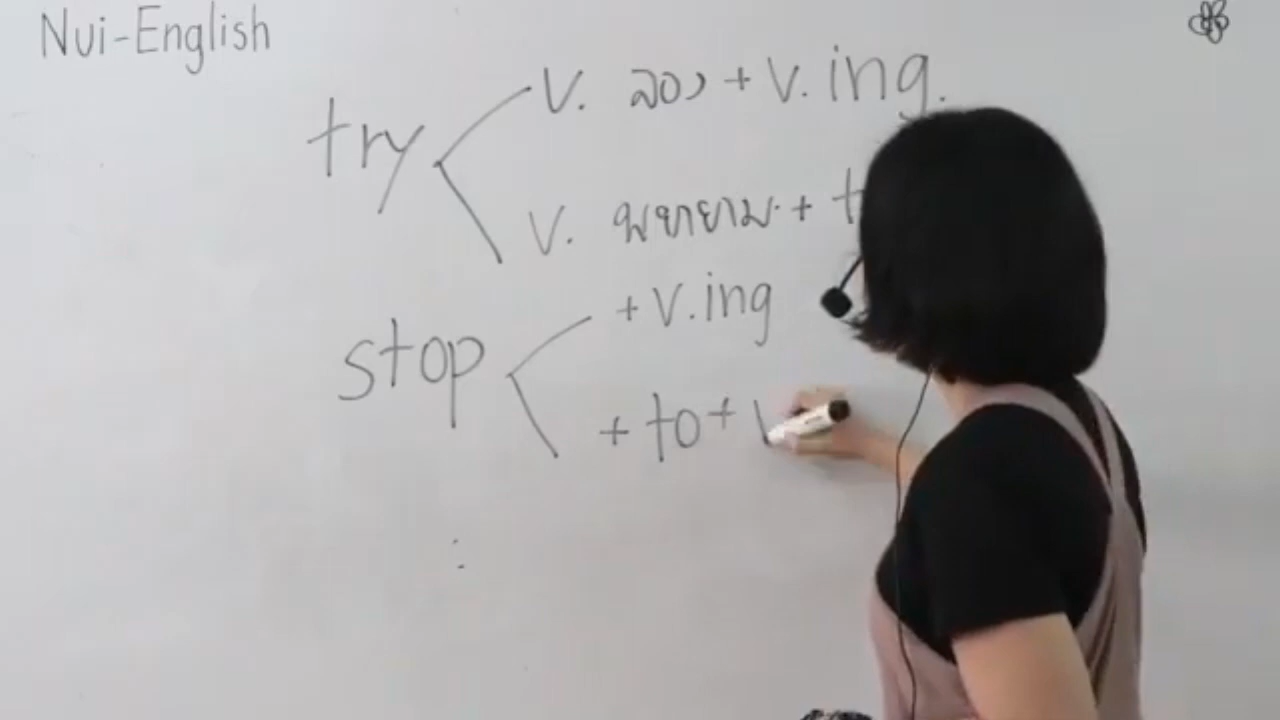 Nui-English
try
V. ลอง + V. ing.
V. พยายาม + t
stop
+ V.ing
+ to +